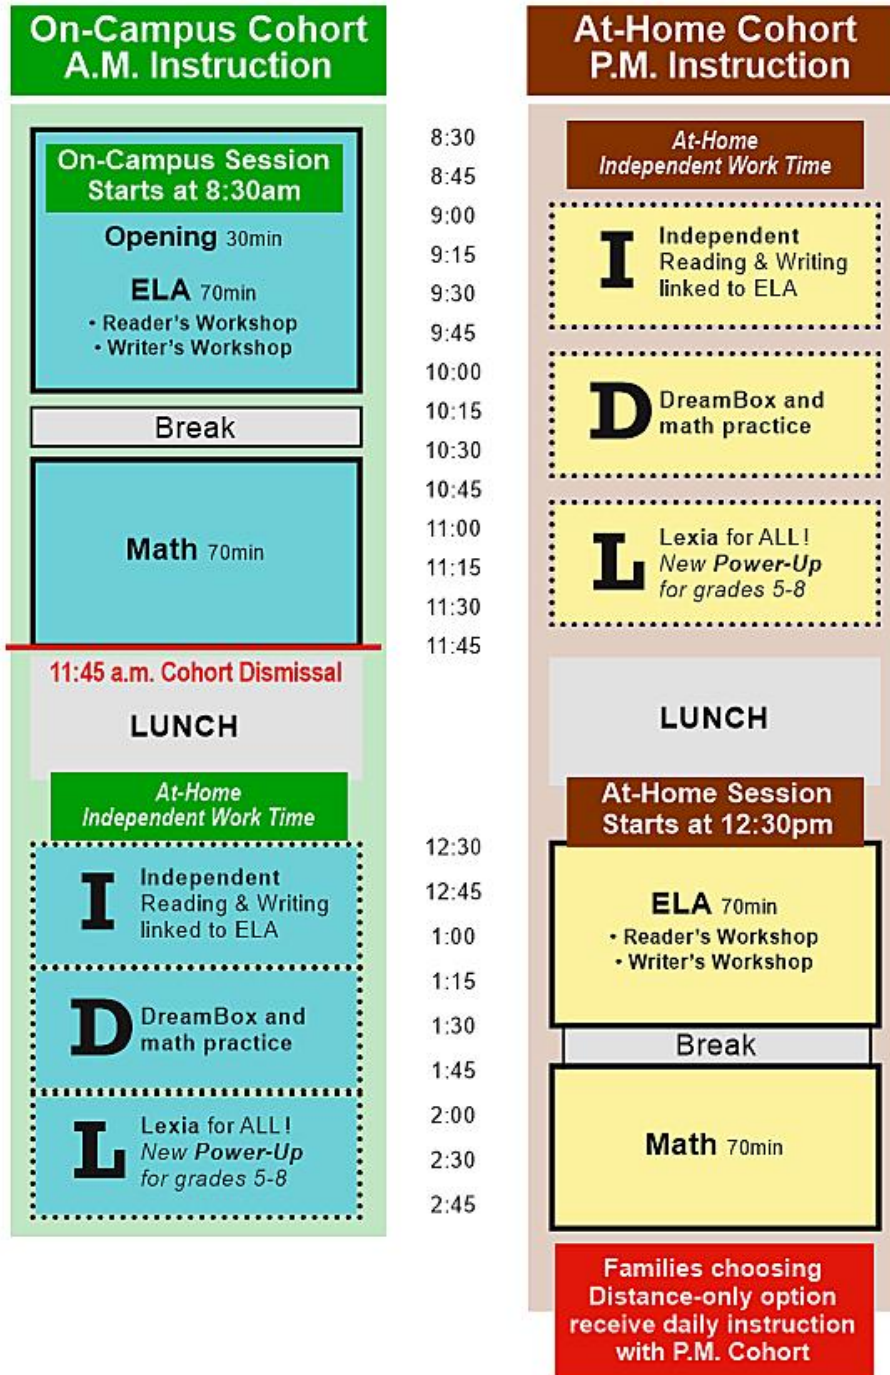 On-Campus Cohort
A.M. Instruction
On-Campus Session
Starts at 8:30am
Opening 30min
ELA 70min
• Reader's Workshop
• Writer's Workshop
Break
Math 70min
11:45 a.m. Cohort Dismissal
LUNCH
At-Home
Independent Work Time
I Independent
Reading & Writing
linked to ELA
D DreamBox and
math practice
L Lexia for ALL!
New Power-Up
for grades 5-8
8:30
8:45
9:00
9:15
9:30
9:45
10:00
10:15
10:30
10:45
11:00
11:15
11:30
11:45
12:30
12:45
1:00
1:15
1:30
1:45
2:00
2:30
2:45
At-Home Cohort
P.M. Instruction
At-Home
Independent Work Time
I Independent
Reading & Writing
linked to ELA
D DreamBox and
math practice
L Lexia for ALL!
New Power-Up
for grades 5-8
LUNCH
At-Home Session
Starts at 12:30pm
ELA 70min
• Reader's Workshop
• Writer's Workshop
Break
Math 70min
Families choosing
Distance-only option
receive daily instruction
with P.M. Cohort